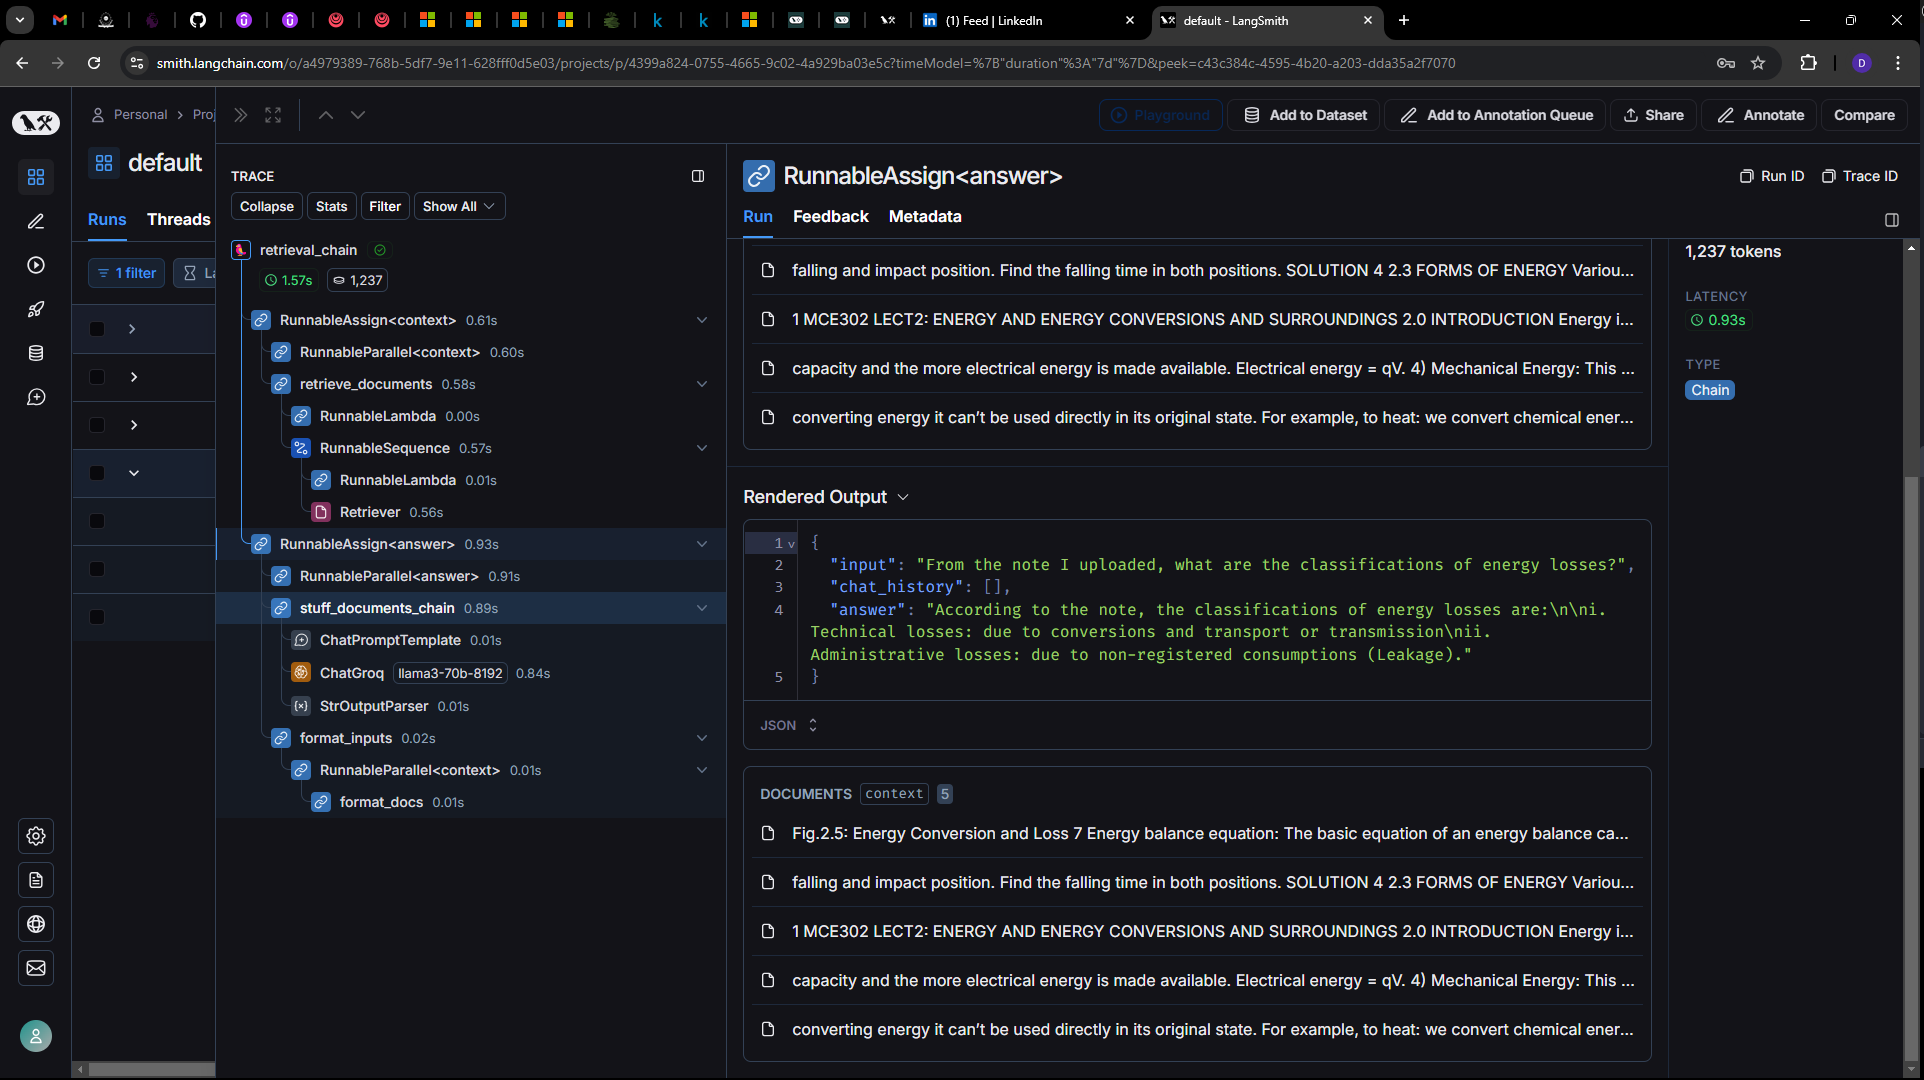 (1) Feed | LinkedIn
default - LangSmith
smith.langchain.com/o/a4979389-768b-5df7-9e11-628fff0d5e03/projects/p/4399a824-0755-4665-9c02-4a929ba03e5c?timeModel=%7B"duration"%3A"7d"%7D&peek=c43c384c-4595-4b20-a203-dda35a2f7070
D
Personal > Proj
Playground
Add to Dataset
Add to Annotation Queue
Share
Annotate
Compare
default
Runs
Threads
1 filter
La
TRACE
Collapse
Stats
Filter
Show All
retrieval_chain
1.57s
1,237
RunnableAssign<context> 0.61s
RunnableParallel<context> 0.60s
retrieve_documents 0.58s
RunnableLambda 0.00s
RunnableSequence 0.57s
RunnableLambda 0.01s
Retriever 0.56s
RunnableAssign<answer> 0.93s
RunnableParallel<answer> 0.91s
stuff_documents_chain 0.89s
ChatPromptTemplate 0.01s
ChatGroq llama3-70b-8192 0.84s
StrOutputParser 0.01s
format_inputs 0.02s
RunnableParallel<context> 0.01s
format_docs 0.01s
RunnableAssign<answer>
Run ID
Trace ID
Run
Feedback
Metadata
falling and impact position. Find the falling time in both positions. SOLUTION 4 2.3 FORMS OF ENERGY Variou...
1 MCE302 LECT2: ENERGY AND ENERGY CONVERSIONS AND SURROUNDINGS 2.0 INTRODUCTION Energy i...
capacity and the more electrical energy is made available. Electrical energy = qV. 4) Mechanical Energy: This ...
converting energy it can't be used directly in its original state. For example, to heat: we convert chemical ener...
1,237 tokens
LATENCY
0.93s
TYPE
Chain
Rendered Output
1 {
2 "input": "From the note I uploaded, what are the classifications of energy losses?",
3 "chat_history": [],
4 "answer": "According to the note, the classifications of energy losses are:\n\ni.
Technical losses: due to conversions and transport or transmission\nii.
Administrative losses: due to non-registered consumptions (Leakage)."
5 }
JSON
DOCUMENTS context 5
Fig.2.5: Energy Conversion and Loss 7 Energy balance equation: The basic equation of an energy balance ca...
falling and impact position. Find the falling time in both positions. SOLUTION 4 2.3 FORMS OF ENERGY Variou...
1 MCE302 LECT2: ENERGY AND ENERGY CONVERSIONS AND SURROUNDINGS 2.0 INTRODUCTION Energy i...
capacity and the more electrical energy is made available. Electrical energy = qV. 4) Mechanical Energy: This ...
converting energy it can't be used directly in its original state. For example, to heat: we convert chemical ener...